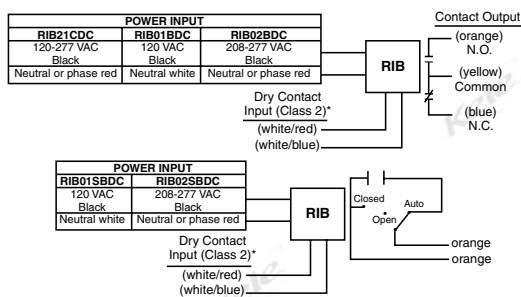 POWER INPUT
RIB21CDC RIB01BDC RIB02BDC
120-277 VAC 120 VAC 208-277 VAC
Black Black Black
Neutral or phase red Neutral white Neutral or phase red
RIB
Contact Output
(orange)
N.O.
(yellow)
Common
(blue)
N.C.
Dry Contact
Input (Class 2)*
(white/red)
(white/blue)
Kele
POWER INPUT
RIB01SBDC RIB02SBDC
120 VAC 208-277 VAC
Black Black
Neutral white Neutral or phase red
RIB
Closed
Open
Auto
orange
orange
Dry Contact
Input (Class 2)*
(white/red)
(white/blue)
Kele